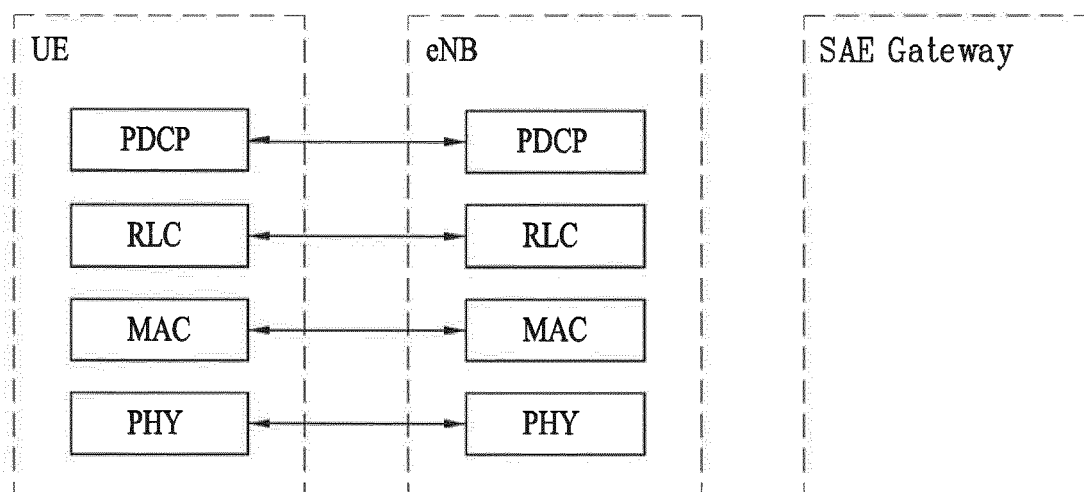 UE
eNB
SAE Gateway
PDCP
PDCP
RLC
RLC
MAC
MAC
PHY
PHY